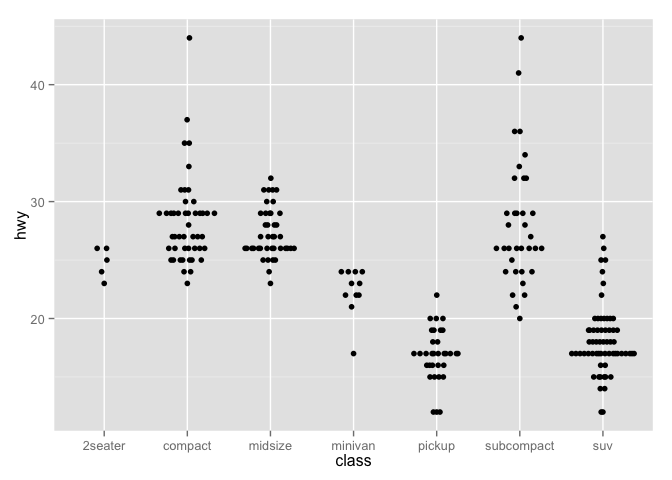 40
30
20
hwy
2seater compact midsize minivan pickup subcompact suv
class